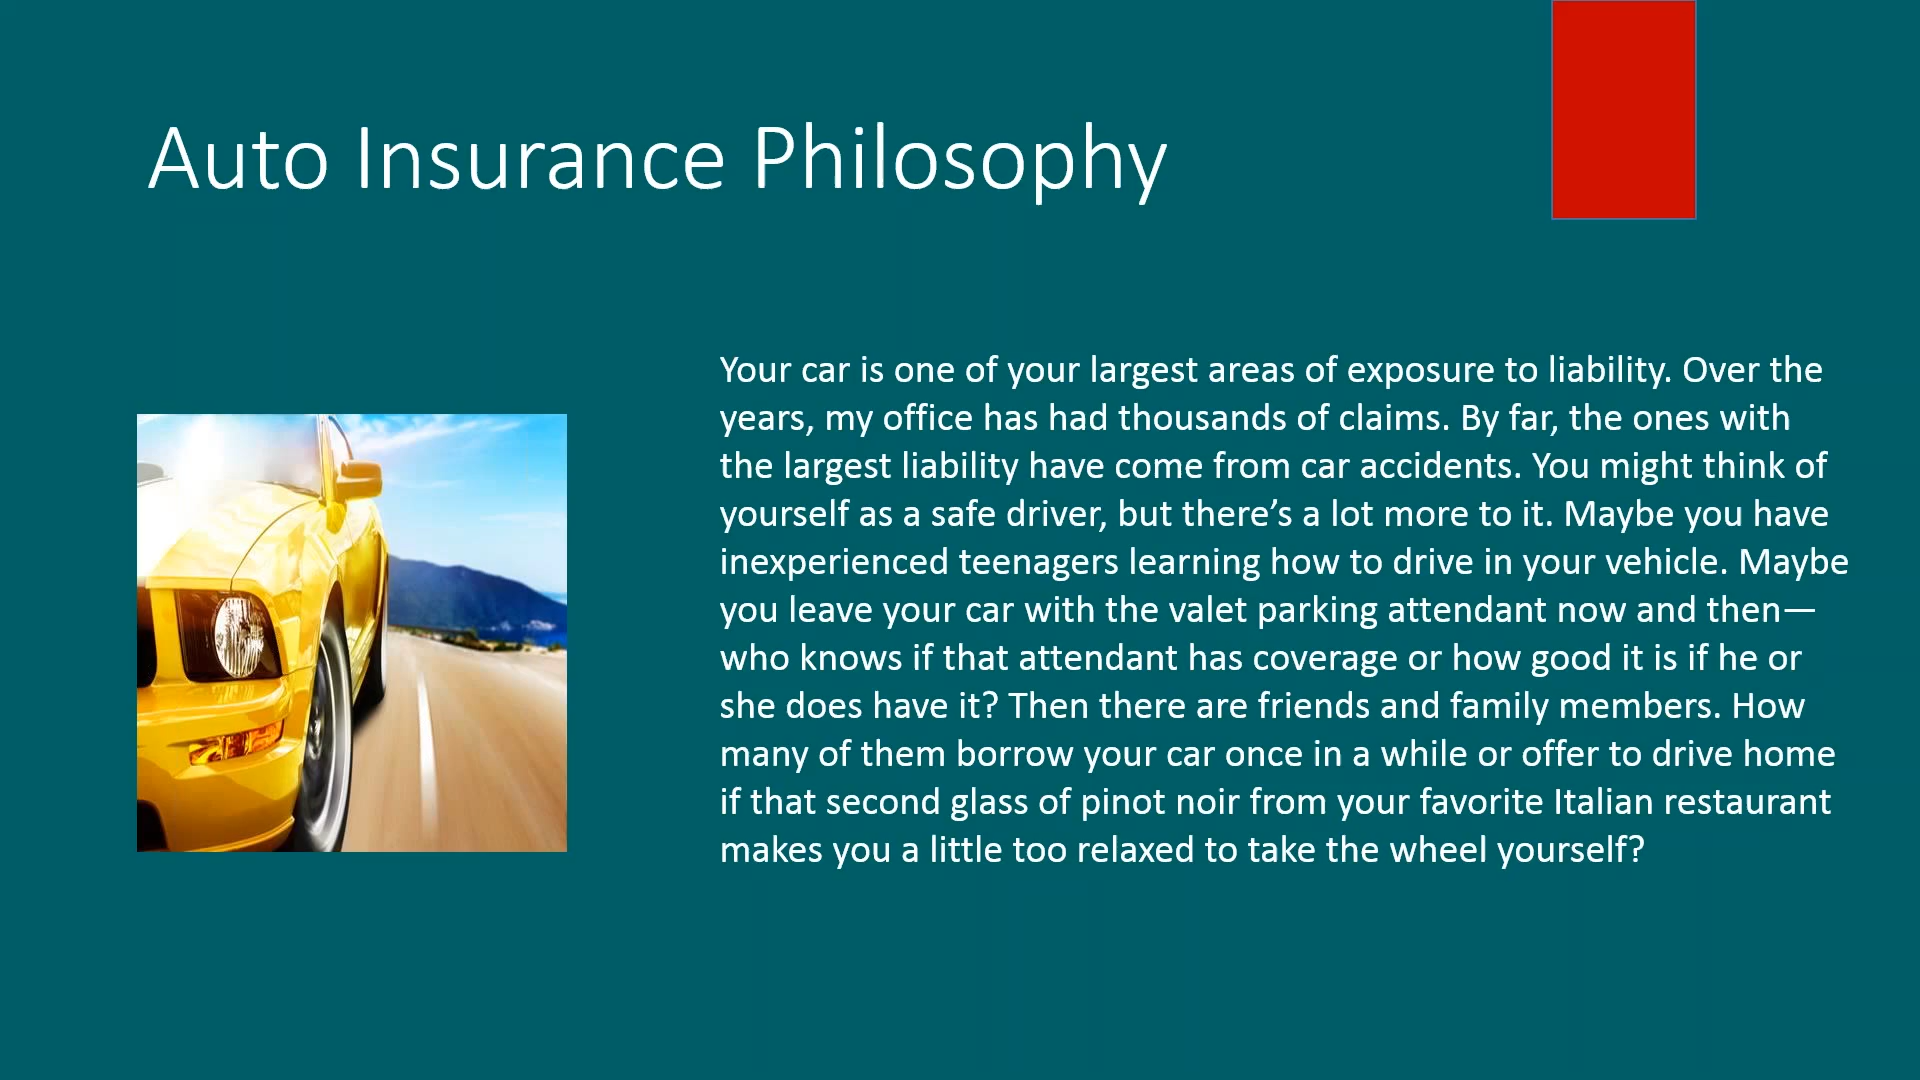 Auto Insurance Philosophy
Your car is one of your largest areas of exposure to liability. Over the
years, my office has had thousands of claims. By far, the ones with
the largest liability have come from car accidents. You might think of
yourself as a safe driver, but there’s a lot more to it. Maybe you have
inexperienced teenagers learning how to drive in your vehicle. Maybe
you leave your car with the valet parking attendant now and then—
who knows if that attendant has coverage or how good it is if he or
she does have it? Then there are friends and family members. How
many of them borrow your car once in a while or offer to drive home
if that second glass of pinot noir from your favorite Italian restaurant
makes you a little too relaxed to take the wheel yourself?